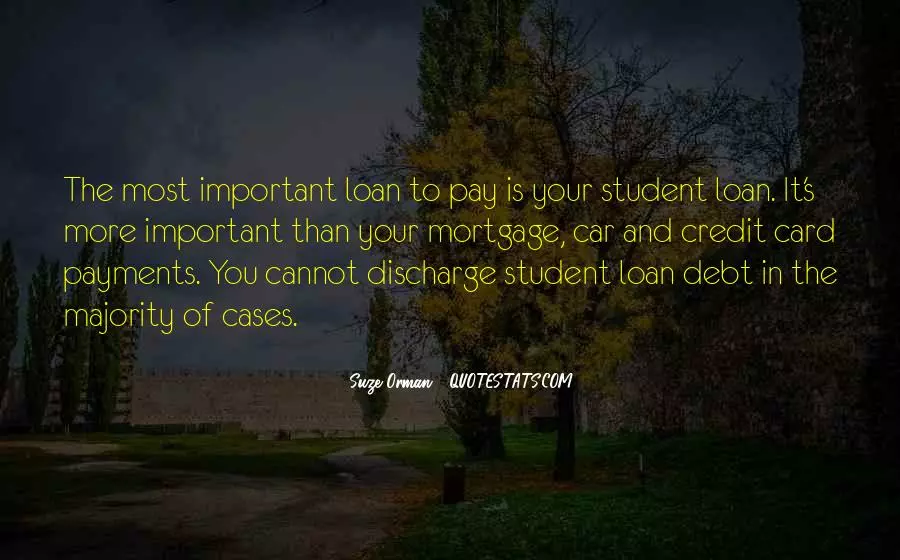 The most important loan to pay is your student loan. It's
more important than your mortgage, car and credit card
payments. You cannot discharge student loan debt in the
majority of cases.
Suze Orman QUOTESTATS.COM